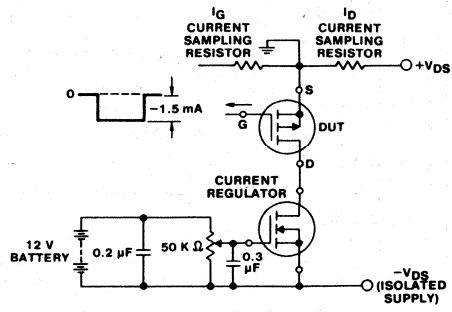 I_G
CURRENT
SAMPLING
RESISTOR
I_D
CURRENT
SAMPLING
RESISTOR
+V_DS
0
−1.5 mA
S
G
DUT
D
CURRENT
REGULATOR
12 V
BATTERY
0.2 µF
50 K Ω
0.3
µF
−V_DS
(ISOLATED
SUPPLY)